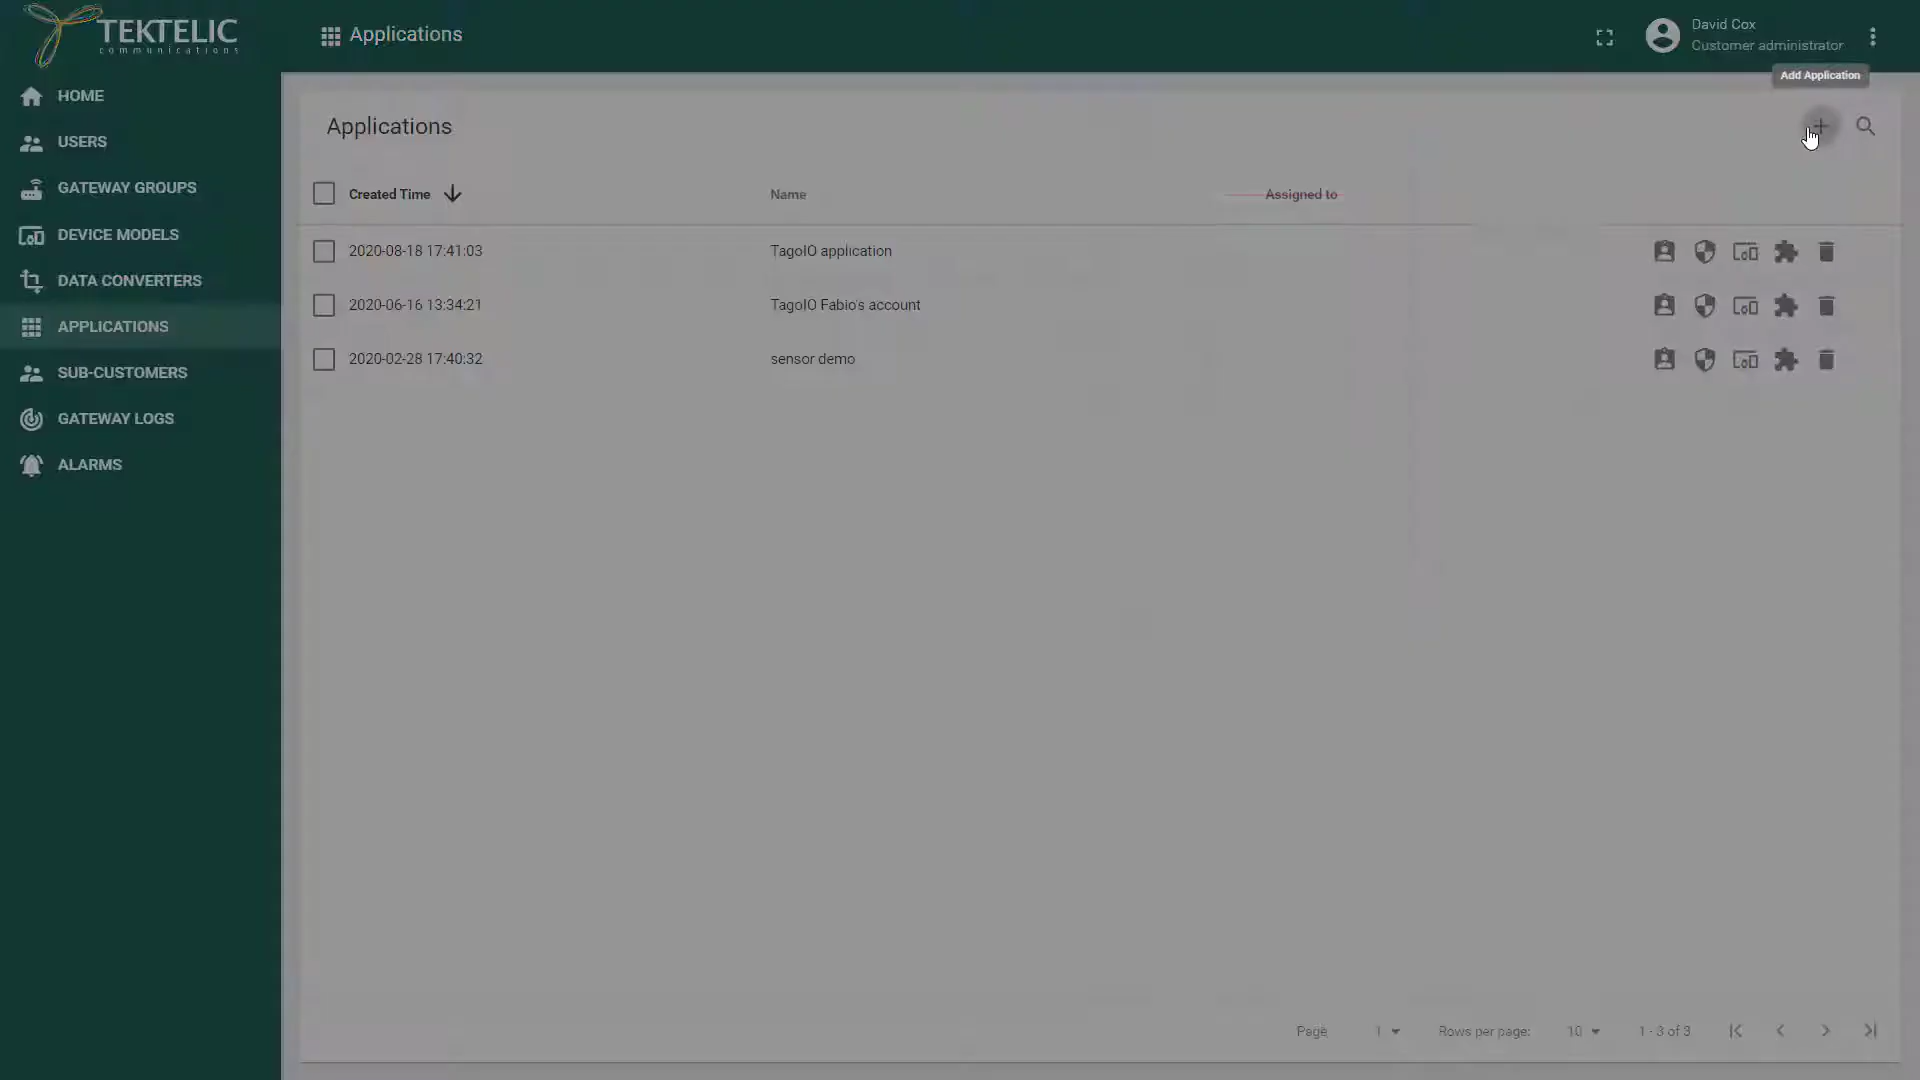 TEKTELIC
communications
Applications
David Cox
Customer administrator
Add Application
HOME
USERS
GATEWAY GROUPS
DEVICE MODELS
DATA CONVERTERS
APPLICATIONS
SUB-CUSTOMERS
GATEWAY LOGS
ALARMS
Applications
Created Time Name Assigned to
2020-08-18 17:41:03 TagoIO application
2020-06-16 13:34:21 TagoIO Fabio's account
2020-02-28 17:40:32 sensor demo
Page 1 Rows per page: 10 1 - 3 of 3